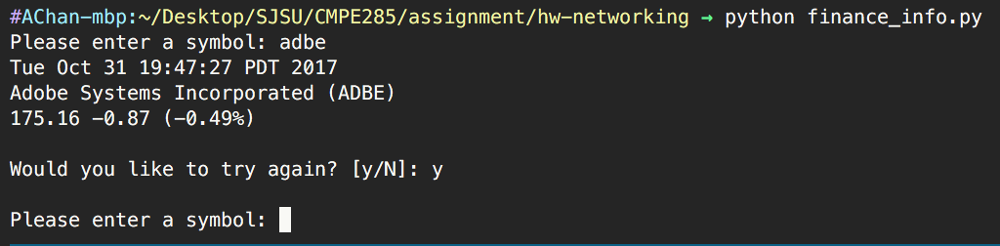 #AChan-mbp:~/Desktop/SJSU/CMPE285/assignment/hw-networking → python finance_info.py
Please enter a symbol: adbe
Tue Oct 31 19:47:27 PDT 2017
Adobe Systems Incorporated (ADBE)
175.16 -0.87 (-0.49%)
Would you like to try again? [y/N]: y
Please enter a symbol: